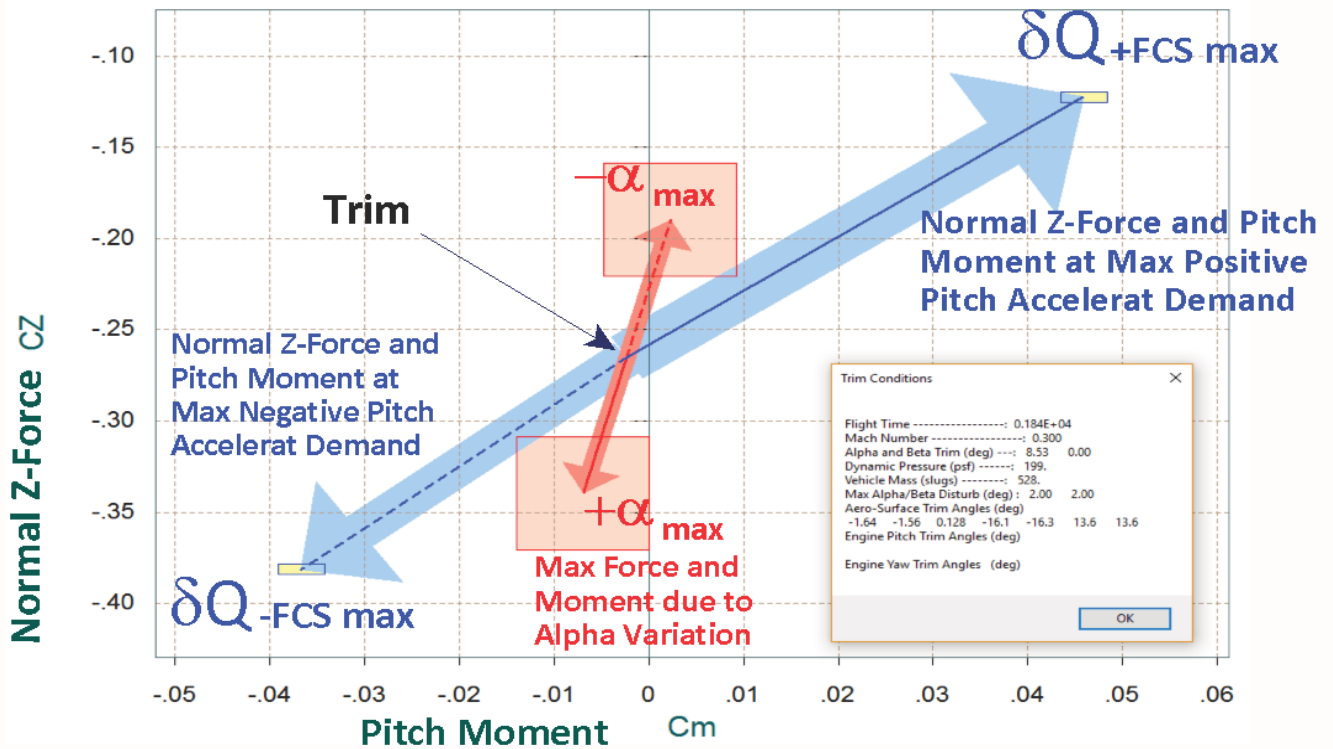 δQ +FCS max
-.10
-.15
-.20
-.25
-.30
-.35
-.40
Normal Z-Force CZ
−α max
Trim
Normal Z-Force and Pitch
Moment at Max Positive
Pitch Accelerat Demand
Normal Z-Force and
Pitch Moment at
Max Negative Pitch
Accelerat Demand
Trim Conditions
Flight Time -----------------: 0.184E+04
Mach Number ----------------: 0.300
Alpha and Beta Trim (deg) ---: 8.53 0.00
Dynamic Pressure (psf) ------: 199.
Vehicle Mass (slugs) --------: 528.
Max Alpha/Beta Disturb (deg) : 2.00 2.00
Aero-Surface Trim Angles (deg)
-1.64 -1.56 0.128 -16.1 -16.3 13.6 13.6
Engine Pitch Trim Angles (deg)
Engine Yaw Trim Angles (deg)
OK
+α max
Max Force and
Moment due to
Alpha Variation
δQ -FCS max
-.05 -.04 -.03 -.02 -.01 0 .01 .02 .03 .04 .05 .06
Pitch Moment Cm